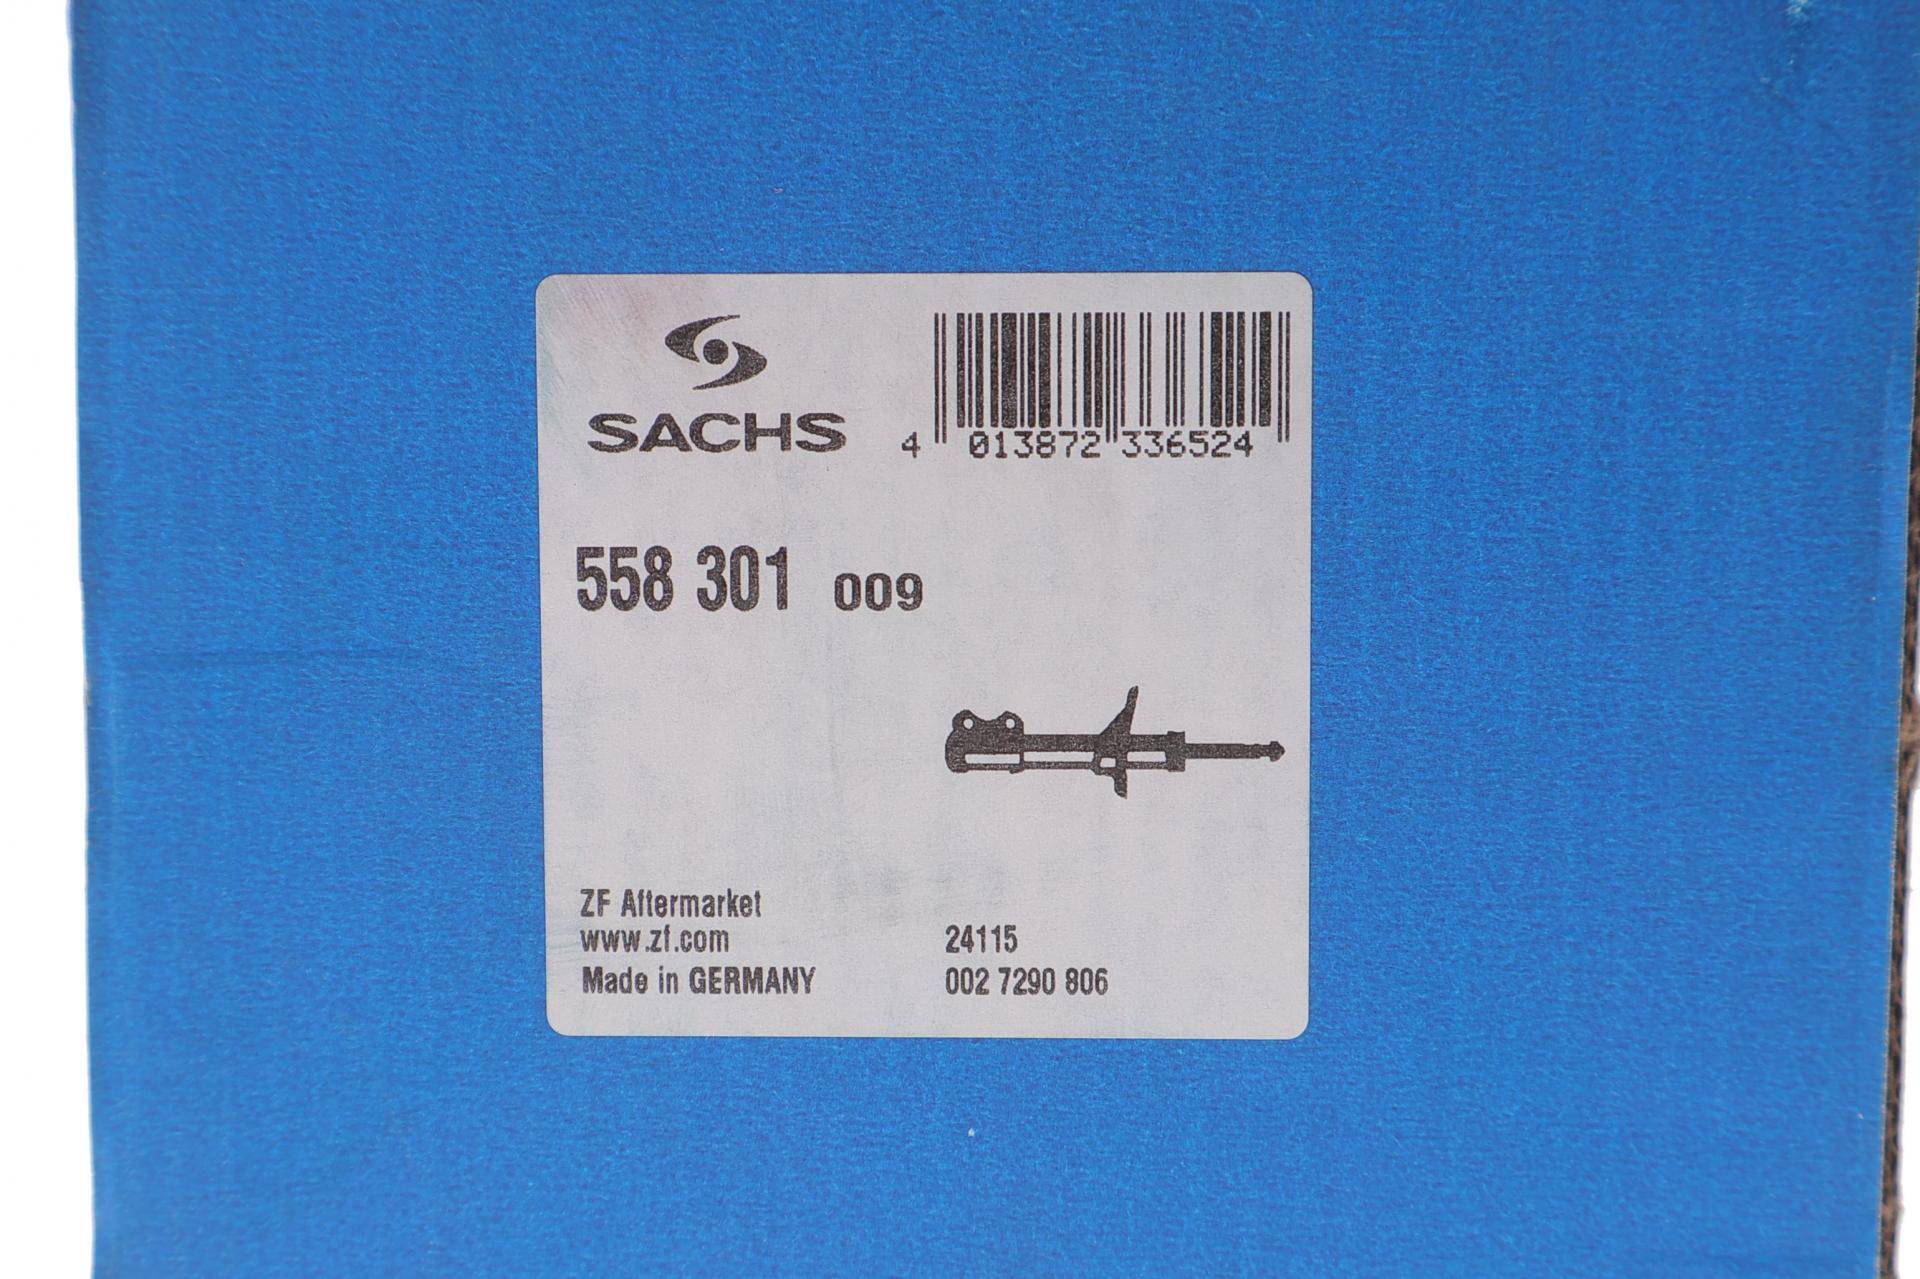 SACHS
4 013872 336524
558 301 009
ZF Aftermarket
www.zf.com 24115
Made in GERMANY 002 7290 806